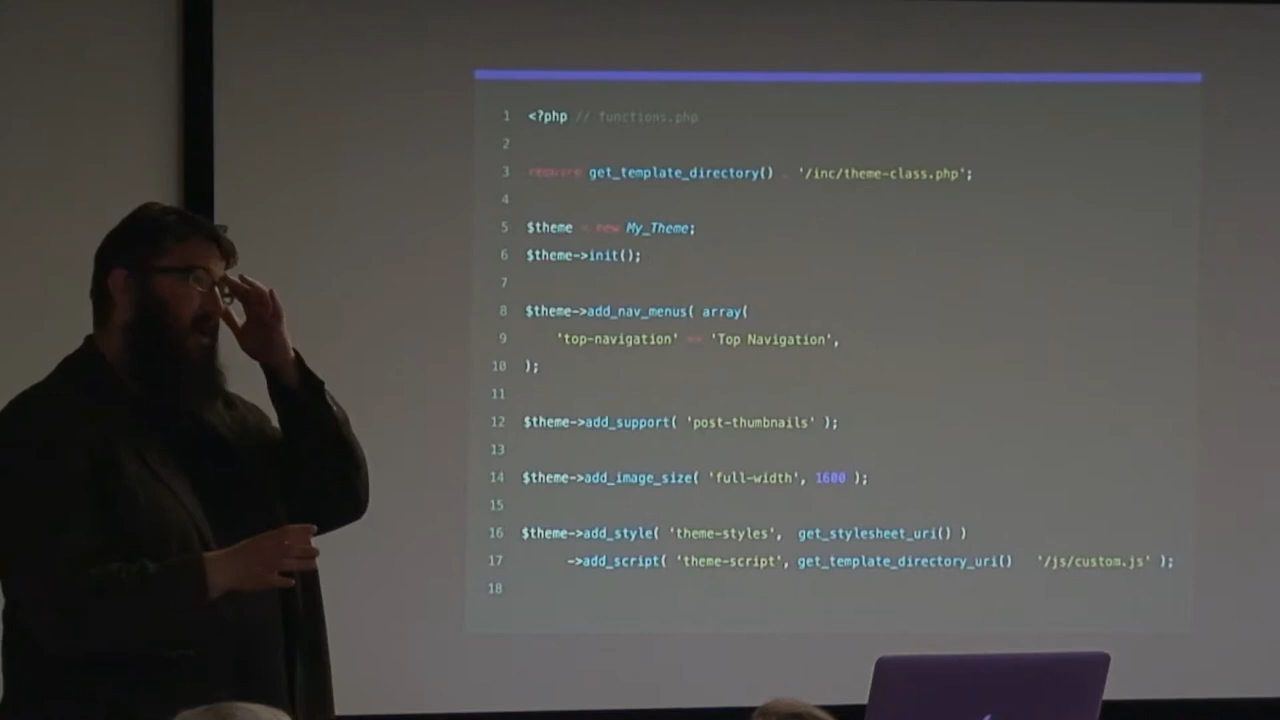 1 <?php // functions.php
2
3 require get_template_directory() . '/inc/theme-class.php';
4
5 $theme = new My_Theme;
6 $theme->init();
7
8 $theme->add_nav_menus( array(
9 'top-navigation' => 'Top Navigation',
10 );
11
12 $theme->add_support( 'post-thumbnails' );
13
14 $theme->add_image_size( 'full-width', 1600 );
15
16 $theme->add_style( 'theme-styles', get_stylesheet_uri() )
17 ->add_script( 'theme-script', get_template_directory_uri() '/js/custom.js' );
18